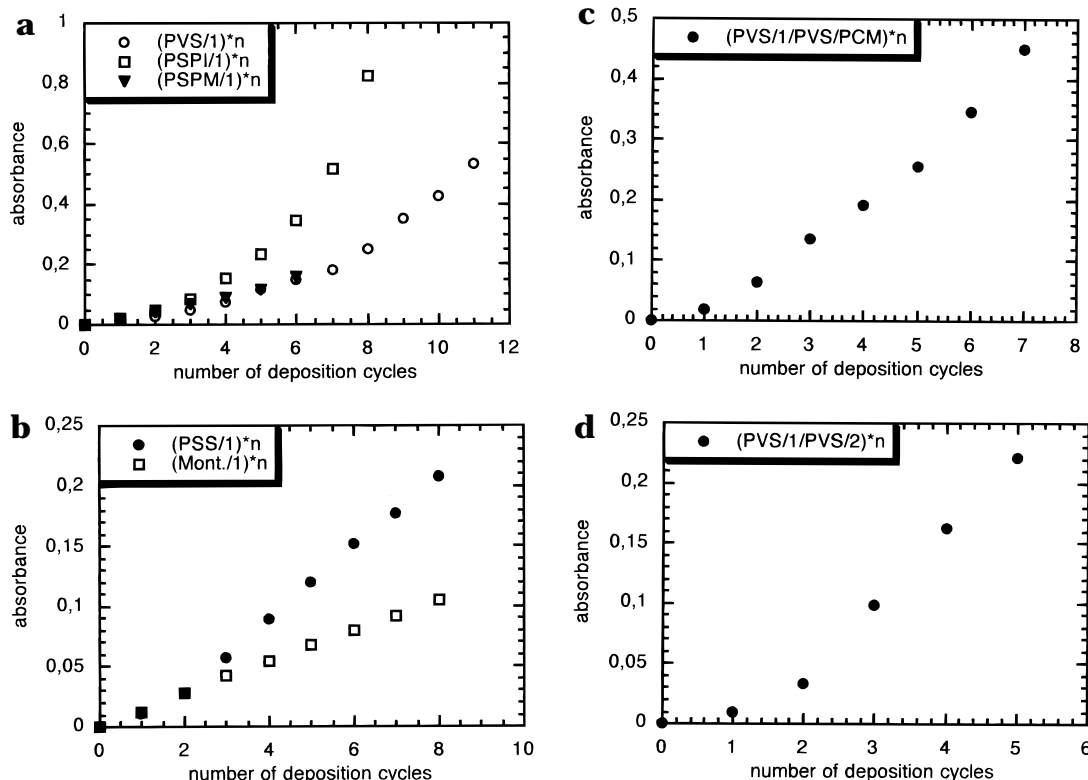 a
1
0,8
0,6
0,4
0,2
0
(PVS/1)*n
(PSPI/1)*n
(PSPM/1)*n
absorbance
0 2 4 6 8 10 12
number of deposition cycles
b
0,25
0,2
0,15
0,1
0,05
0
(PSS/1)*n
(Mont./1)*n
absorbance
0 2 4 6 8 10
number of deposition cycles
c
0,5
0,4
0,3
0,2
0,1
0
(PVS/1/PVS/PCM)*n
absorbance
0 1 2 3 4 5 6 7 8
number of deposition cycles
d
0,25
0,2
0,15
0,1
0,05
0
(PVS/1/PVS/2)*n
absorbance
0 1 2 3 4 5 6
number of deposition cycles